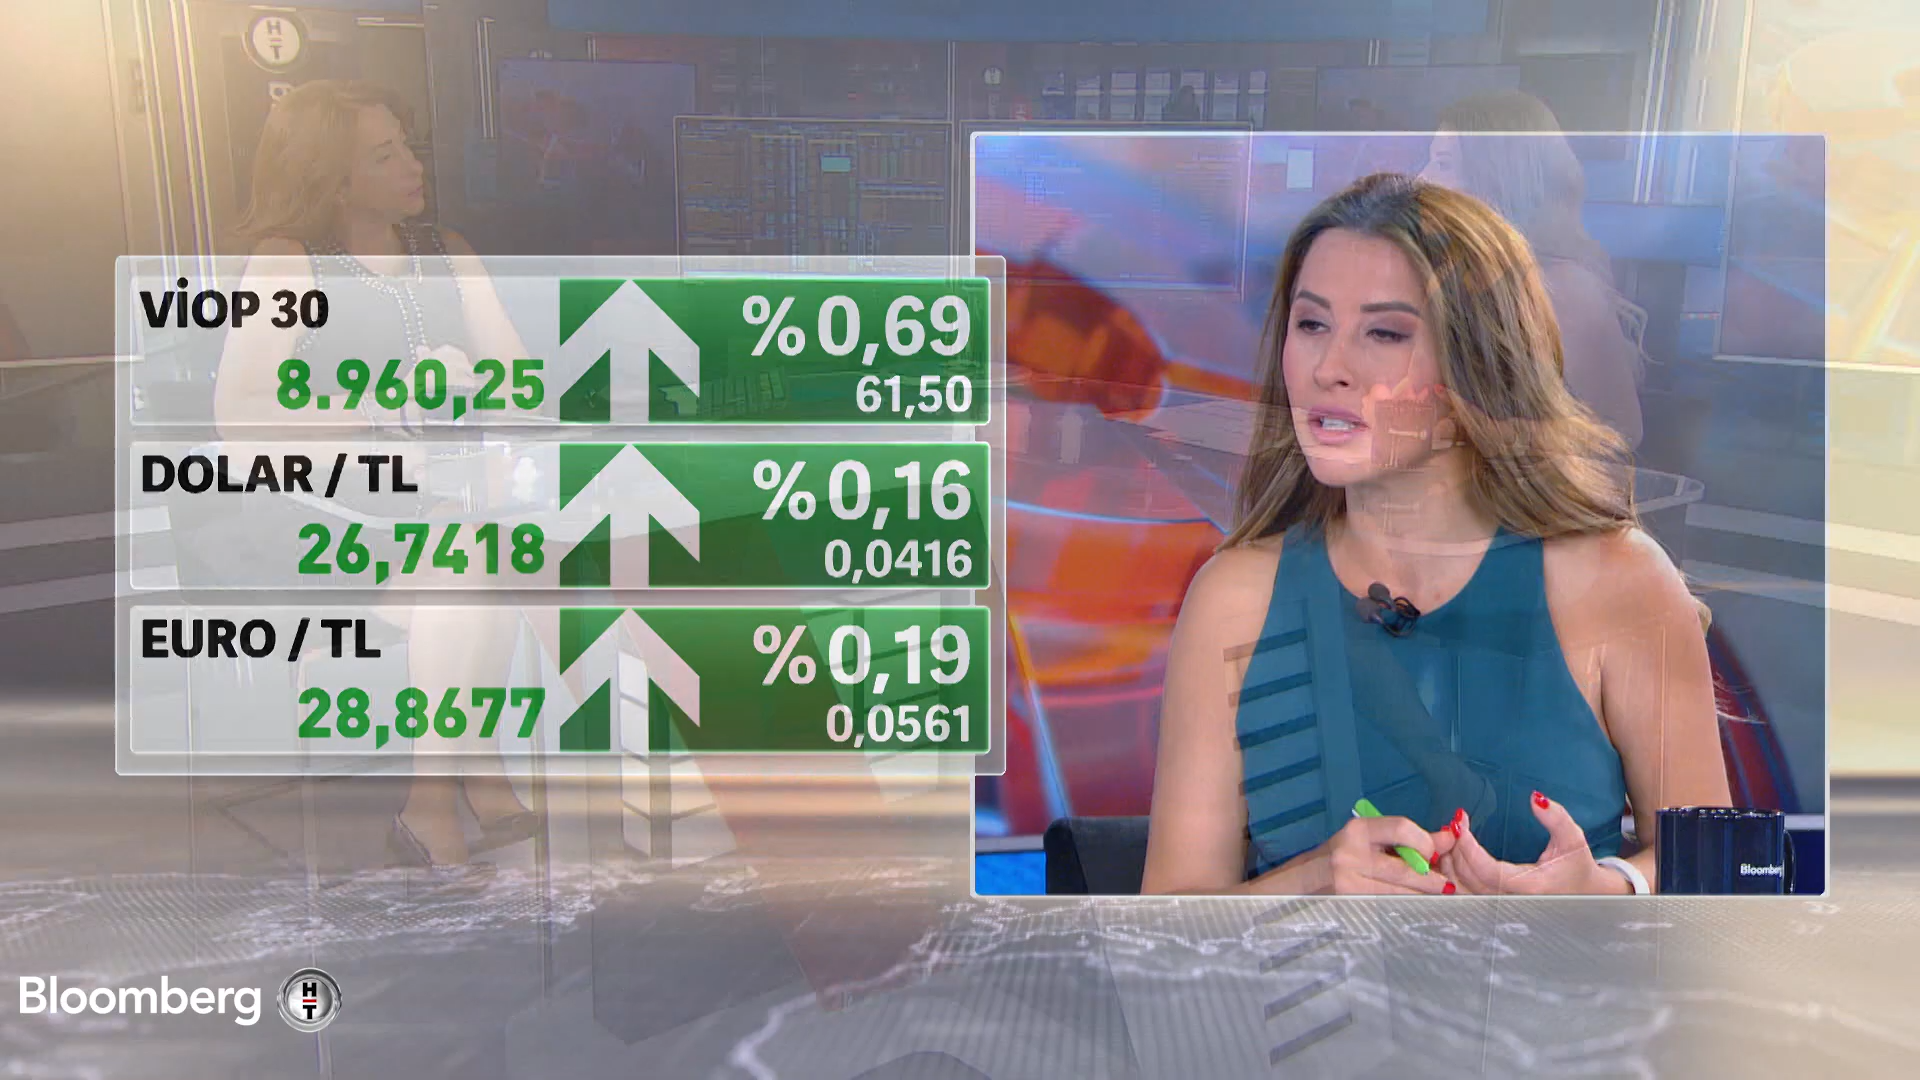 H
T
VİOP 30
8.960,25
%0,69
61,50
DOLAR / TL
26,7418
%0,16
0,0416
EURO / TL
28,8677
%0,19
0,0561
Bloomberg
Bloomberg
H
T